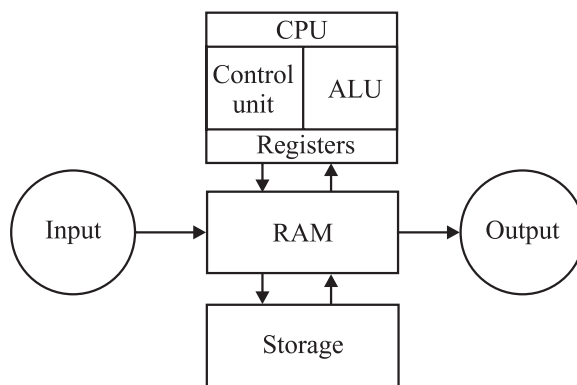 CPU
Control
unit
ALU
Registers
Input
RAM
Output
Storage